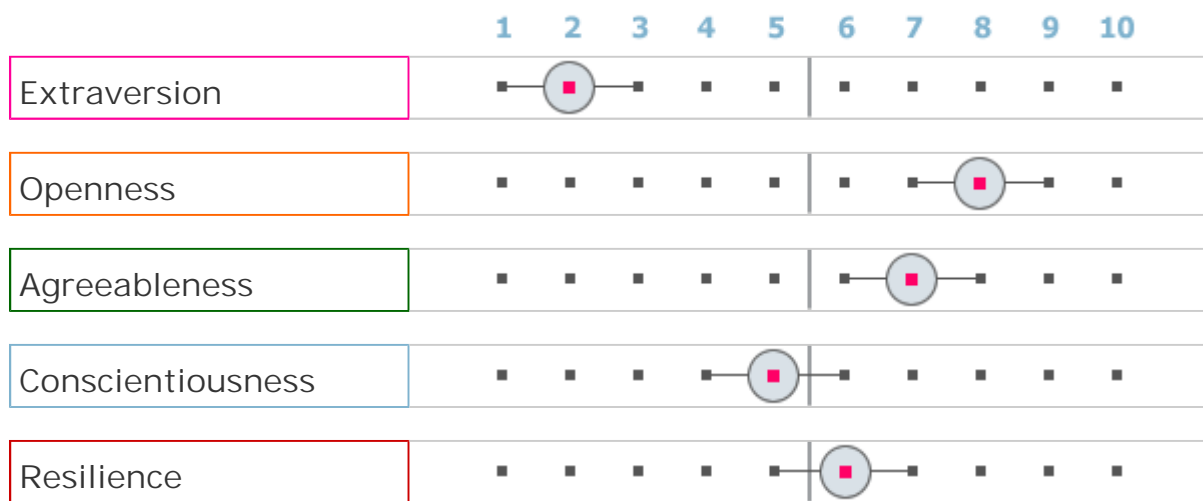 1 2 3 4 5 6 7 8 9 10
Extraversion
Openness
Agreeableness
Conscientiousness
Resilience